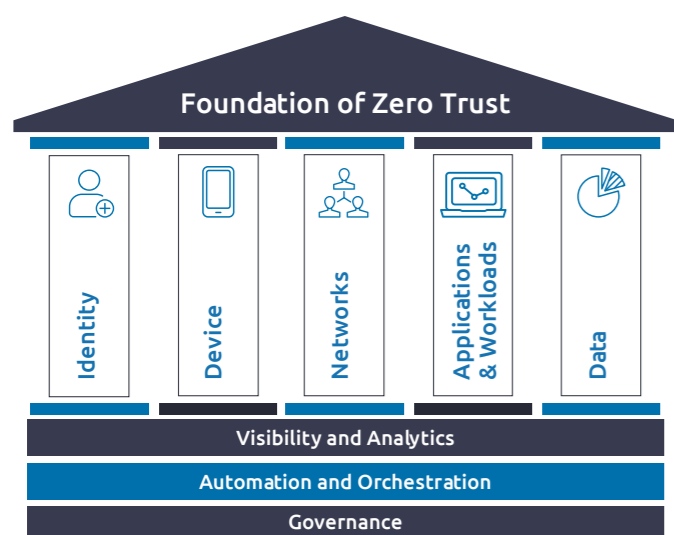 Foundation of Zero Trust
Identity
Device
Networks
Applications
& Workloads
Data
Visibility and Analytics
Automation and Orchestration
Governance